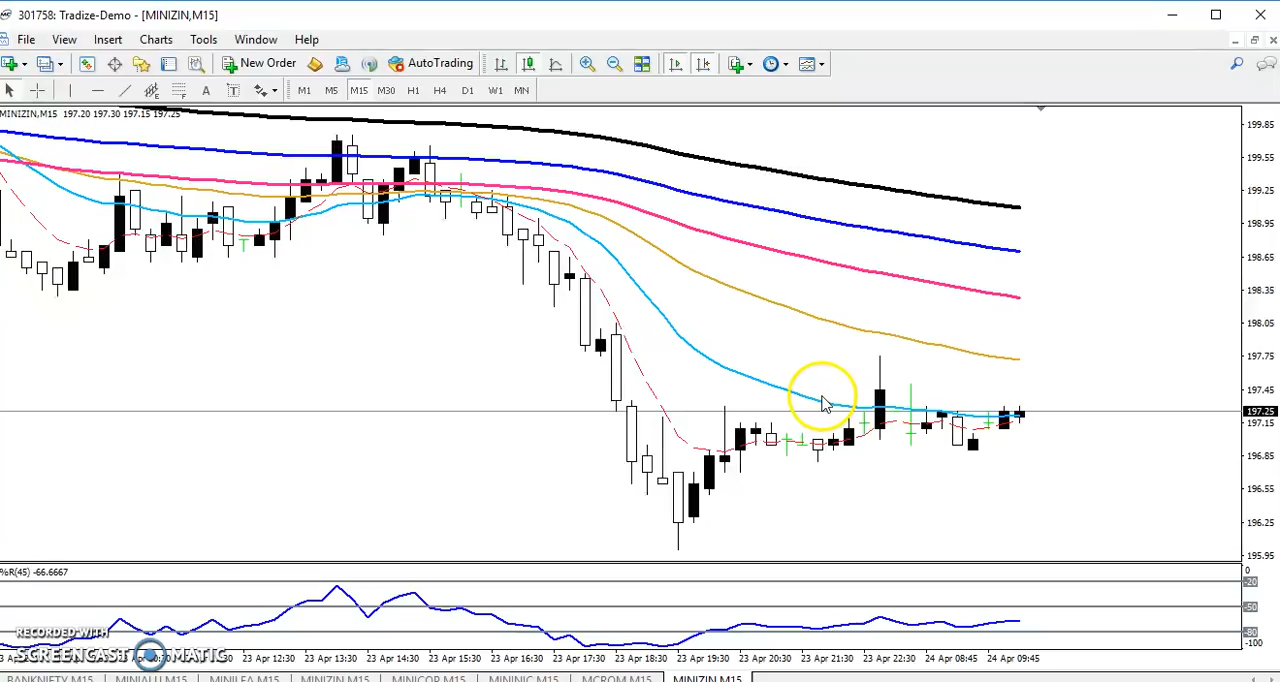 301758: Tradize-Demo - [MINIZIN,M15]
File View Insert Charts Tools Window Help
New Order AutoTrading
A T M1 M5 M15 M30 H1 H4 D1 W1 MN
MINIZIN,M15 197.20 197.30 197.15 197.25
199.85
199.55
199.25
198.95
198.65
198.35
198.05
197.75
197.45
197.25
197.15
196.85
196.55
196.25
195.95
%R(45) -66.6667
0
-20
-50
-80
-100
RECORDED WITH
SCREENCAST MATIC
23 Apr 12:30 23 Apr 13:30 23 Apr 14:30 23 Apr 15:30 23 Apr 16:30 23 Apr 17:30 23 Apr 18:30 23 Apr 19:30 23 Apr 20:30 23 Apr 21:30 23 Apr 22:30 24 Apr 08:45 24 Apr 09:45
BANKNIFTY,M15 MINIALU,M15 MINILEA,M15 MINIZIN,M15 MINICOP,M15 MININIC,M15 MCROM,M15 MINIZIN,M15